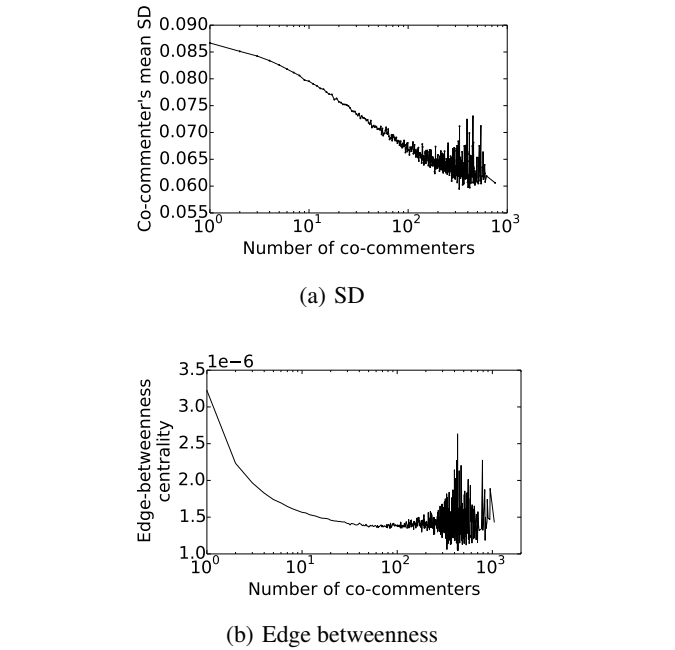 Co-commenter's mean SD
0.090
0.085
0.080
0.075
0.070
0.065
0.060
0.055
10^0 10^1 10^2 10^3
Number of co-commenters
(a) SD
1e−6
Edge-betweenness
centrality
3.5
3.0
2.5
2.0
1.5
1.0
10^0 10^1 10^2 10^3
Number of co-commenters
(b) Edge betweenness